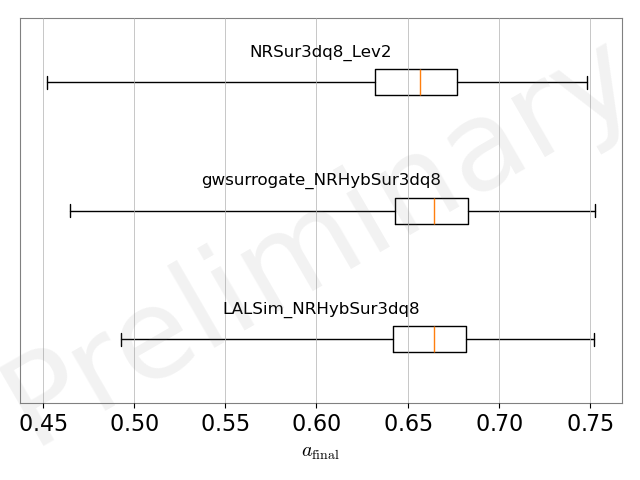 NRSur3dq8_Lev2
gwsurrogate_NRHybSur3dq8
LALSim_NRHybSur3dq8
Preliminary
0.45 0.50 0.55 0.60 0.65 0.70 0.75
a_final